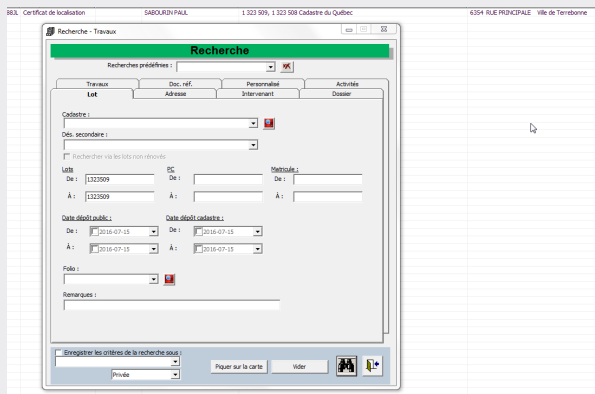 88JL Certificat de localisation SABOURIN PAUL 1 323 509, 1 323 508 Cadastre du Québec 6354 RUE PRINCIPALE Ville de Terrebonne
Recherche - Travaux
Recherche
Recherches prédéfinies :
Travaux Doc. réf. Personnalisé Activités
Lot Adresse Intervenant Dossier
Cadastre :
Dés. secondaire :
Rechercher via les lots non rénovés
Lots PC Matricule :
De : 1323509 De : De :
À : 1323509 À : À :
Date dépôt public : Date dépôt cadastre :
De : 2016-07-15 De : 2016-07-15
À : 2016-07-15 À : 2016-07-15
Folio :
Remarques :
Enregistrer les critères de la recherche sous :
Privée
Piquer sur la carte Vider